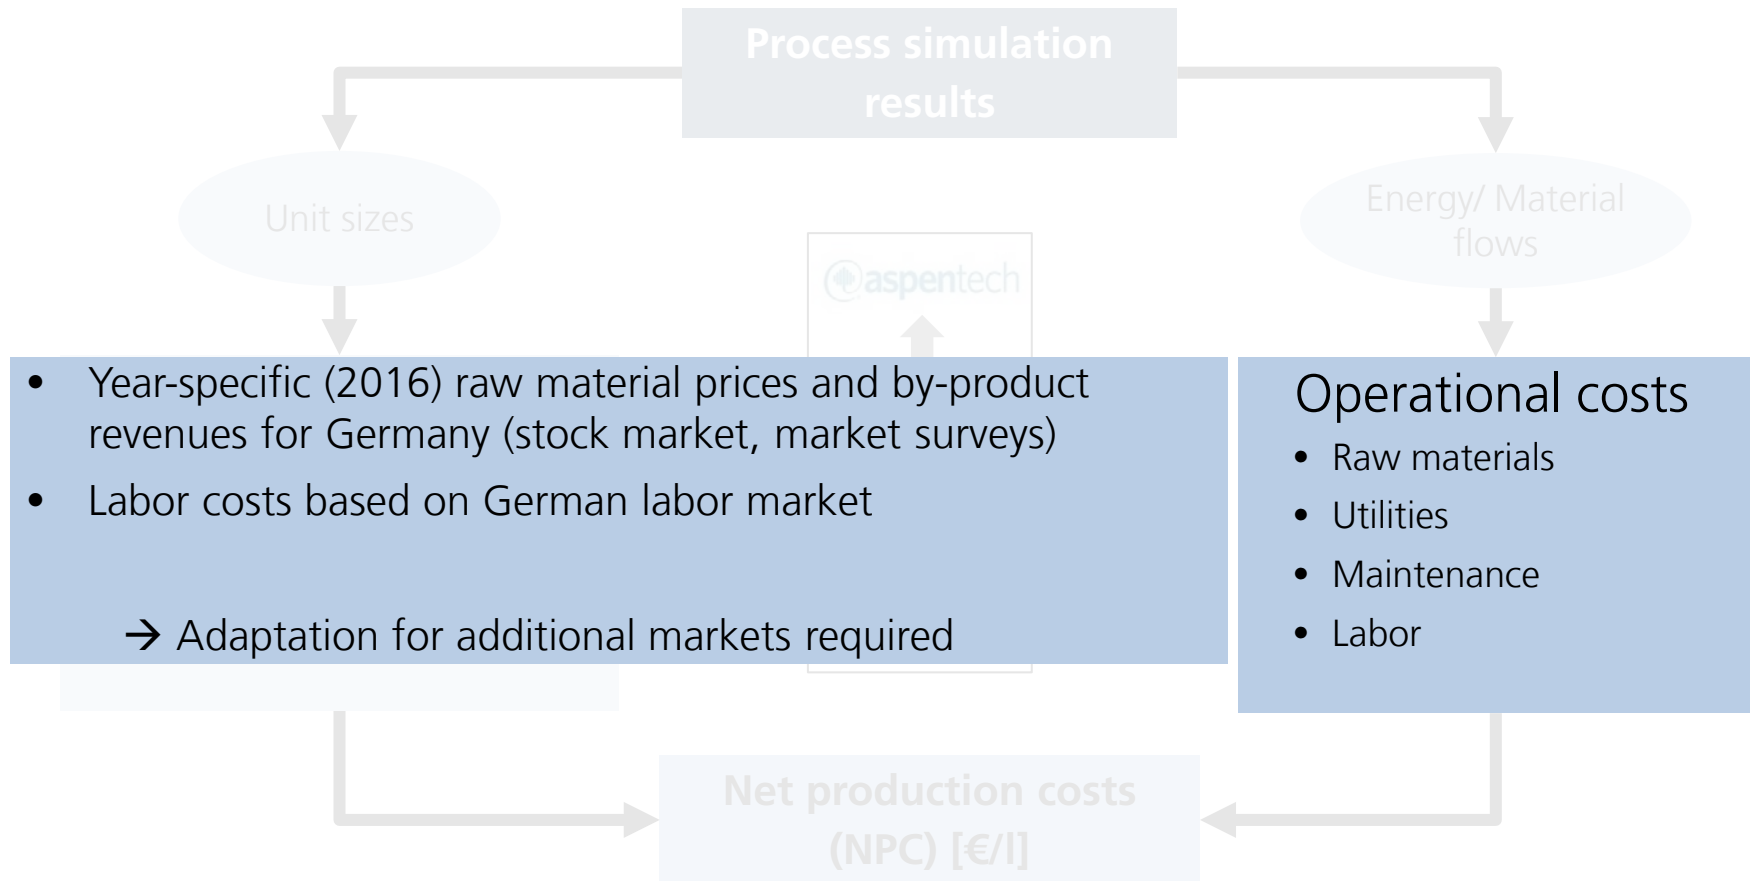 Process simulation
results
Unit sizes
Energy/ Material
flows
aspentech
• Year-specific (2016) raw material prices and by-product
revenues for Germany (stock market, market surveys)
• Labor costs based on German labor market
→ Adaptation for additional markets required
Operational costs
• Raw materials
• Utilities
• Maintenance
• Labor
Net production costs
(NPC) [€/l]